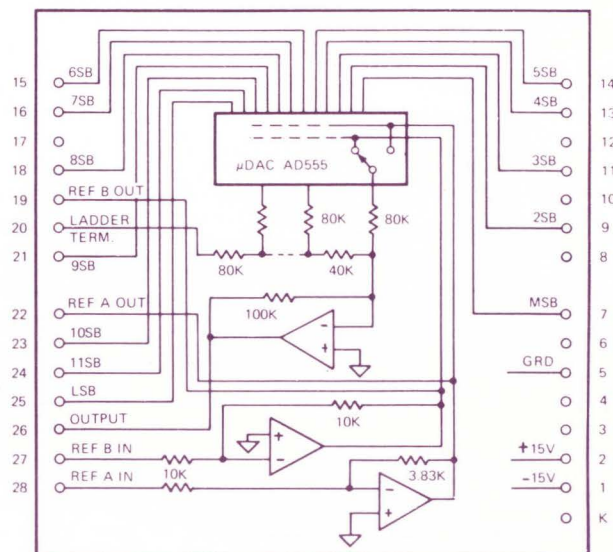 6SB
15
7SB
16
17
8SB
18
REF B OUT
19
LADDER
TERM.
20
21
9SB
REF A OUT
22
10SB
23
11SB
24
LSB
25
OUTPUT
26
REF B IN
27
REF A IN
28
µDAC AD555
80K
80K
80K
40K
100K
-
+
10K
+
-
10K
3.83K
-
+
5SB
14
4SB
13
12
3SB
11
10
2SB
9
8
MSB
7
6
GRD
5
4
3
+15V
2
-15V
1
K